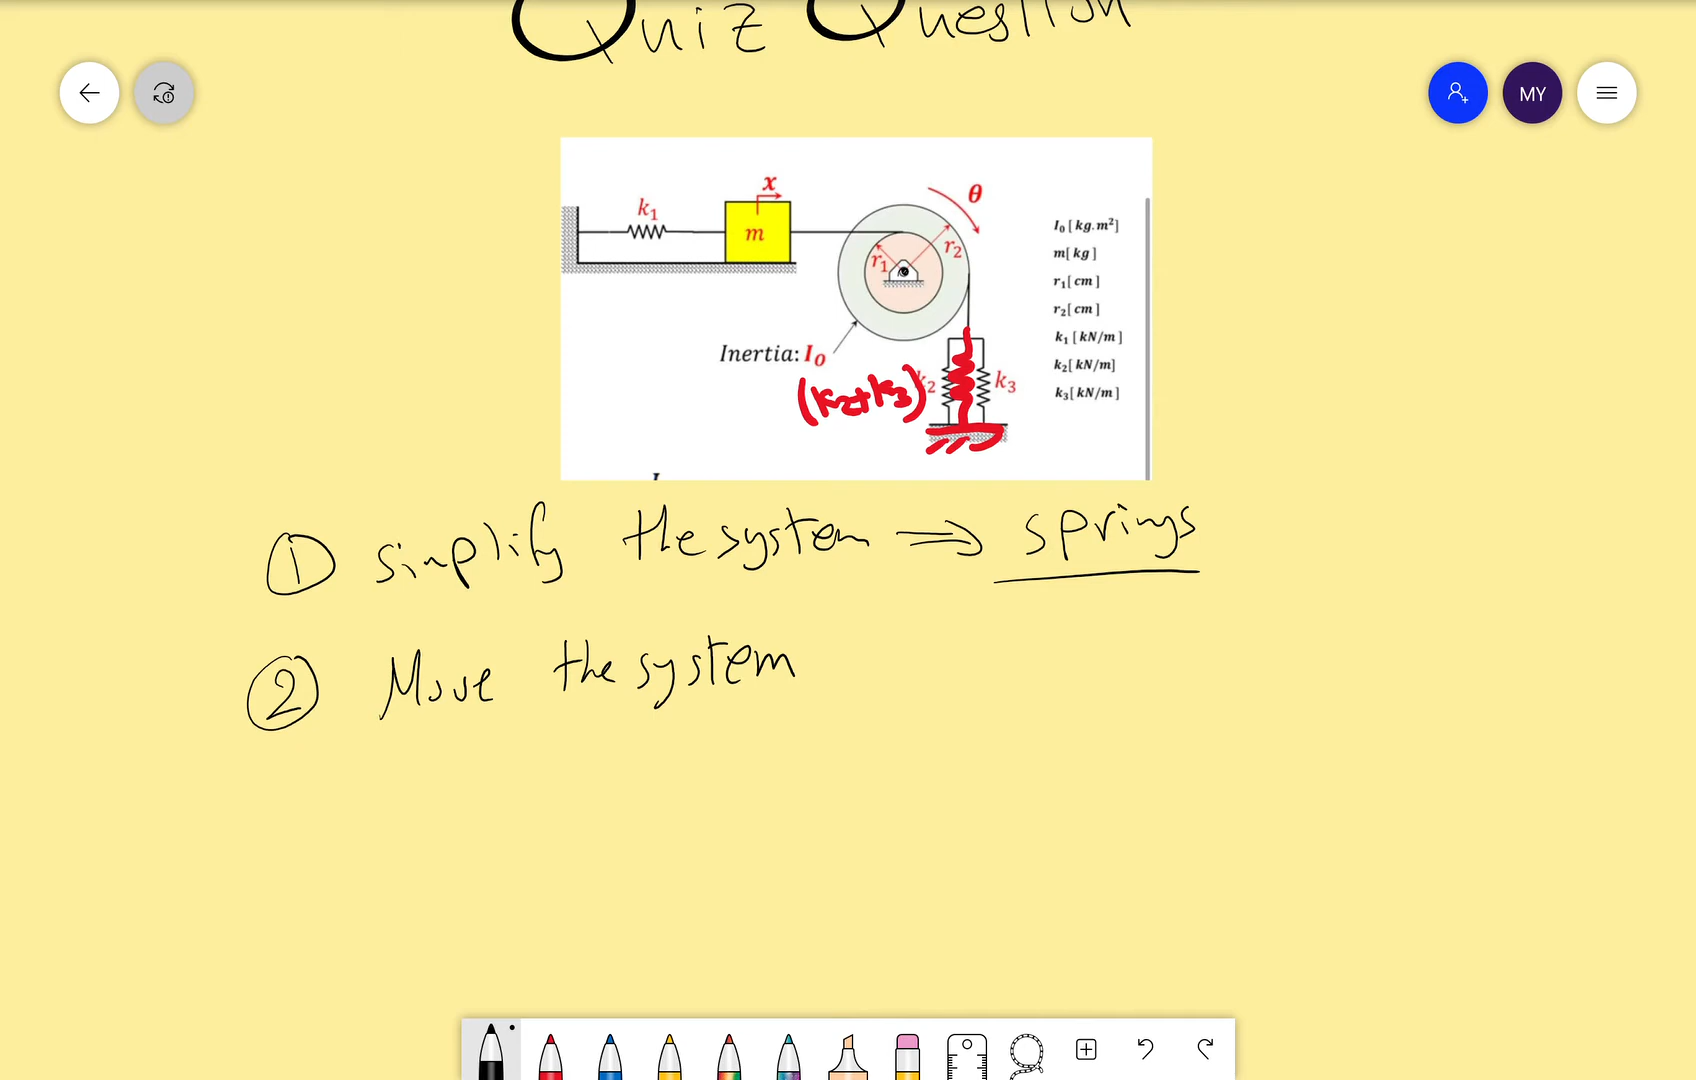 Quiz Question
MY
x
θ
k1
m
r1
r2
I0 [ kg.m²]
m[ kg ]
r1[ cm ]
r2[ cm ]
k1 [ kN/m ]
k2[ kN/m]
k3[ kN/m ]
Inertia: I0
(k2+k3)
2
k3
① simplify the system ⇒ springs
② Move the system